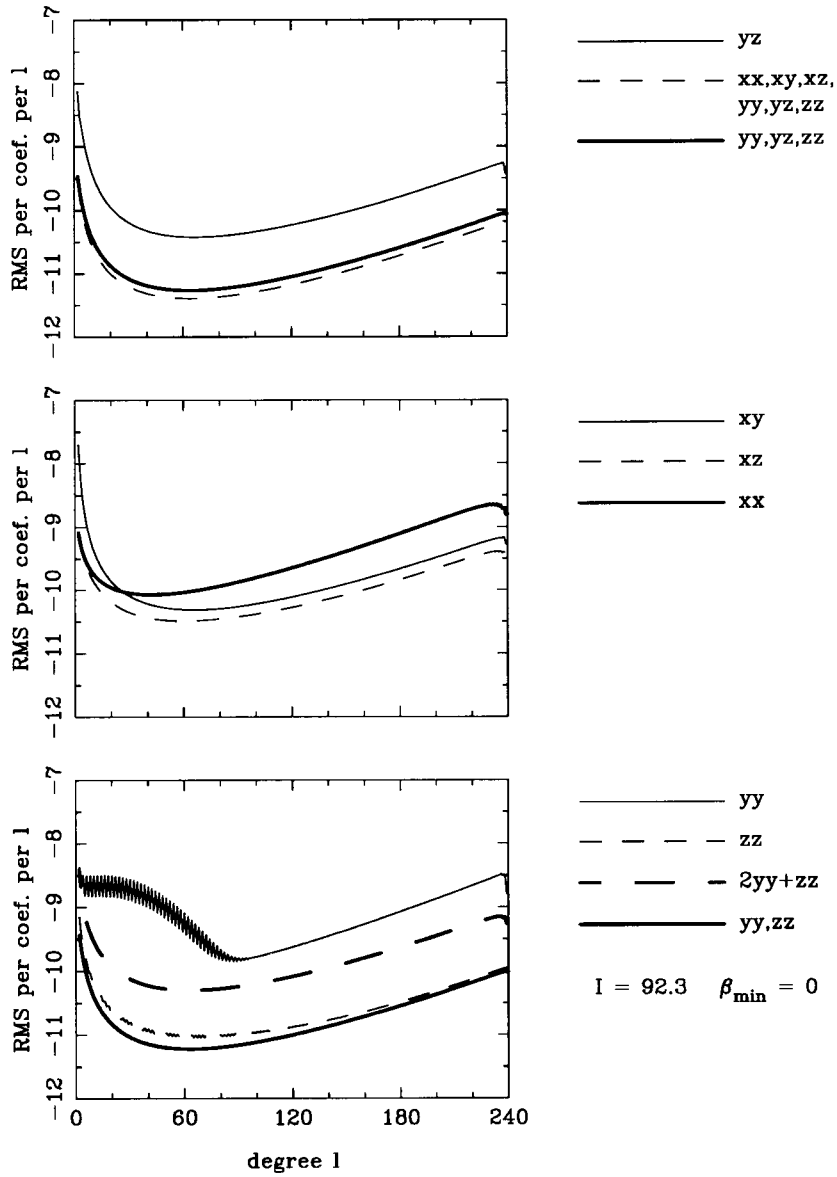 RMS per coef. per l
−7
−8
−9
−10
−11
−12
yz
xx,xy,xz,
yy,yz,zz
yy,yz,zz
RMS per coef. per l
−7
−8
−9
−10
−11
−12
xy
xz
xx
RMS per coef. per l
−7
−8
−9
−10
−11
−12
0 60 120 180 240
degree l
yy
zz
2yy+zz
yy,zz
I = 92.3 βmin = 0